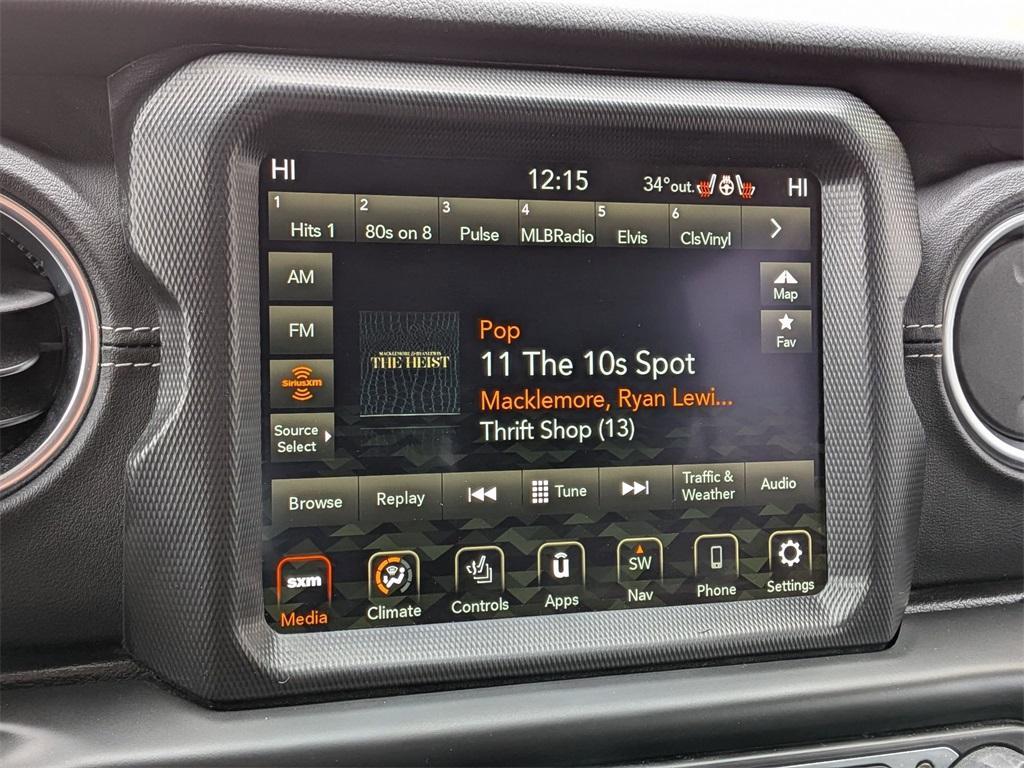 HI 12:15 34°out. HI
1 Hits 1
2 80s on 8
3 Pulse
4 MLBRadio
5 Elvis
6 ClsVinyl
AM
FM
SiriusXM
Source
Select
MACKLEMORE & RYAN LEWIS
THE HEIST
Pop
11 The 10s Spot
Macklemore, Ryan Lewi...
Thrift Shop (13)
Map
Fav
Browse
Replay
Tune
Traffic &
Weather
Audio
sxm
Media
Climate
Controls
û
Apps
SW
Nav
Phone
Settings